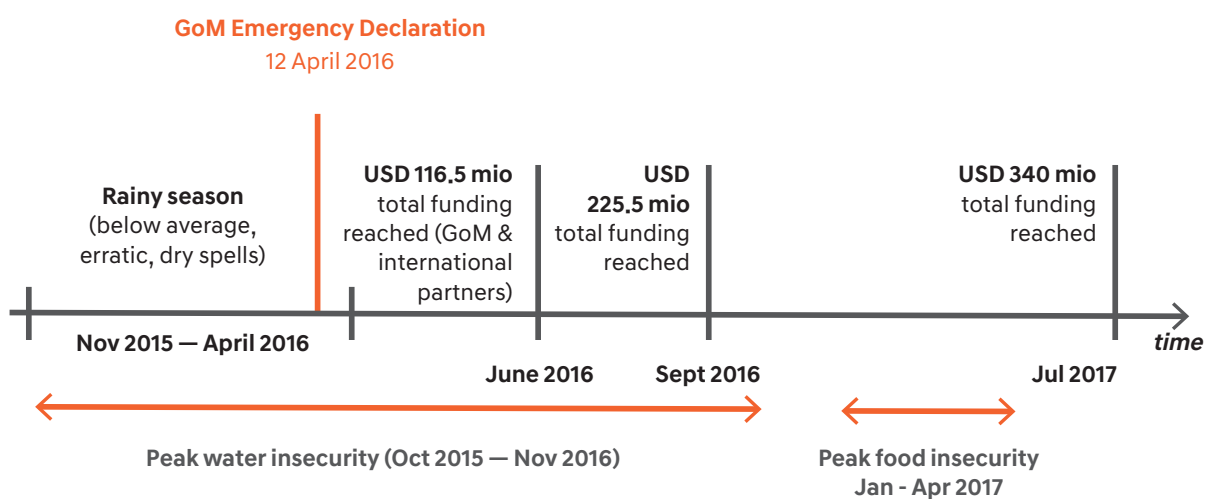 GoM Emergency Declaration
12 April 2016
Rainy season
(below average,
erratic, dry spells)
USD 116.5 mio
total funding
reached (GoM &
international
partners)
USD
225.5 mio
total funding
reached
USD 340 mio
total funding
reached
Nov 2015 — April 2016
time
June 2016
Sept 2016
Jul 2017
Peak water insecurity (Oct 2015 — Nov 2016)
Peak food insecurity
Jan - Apr 2017